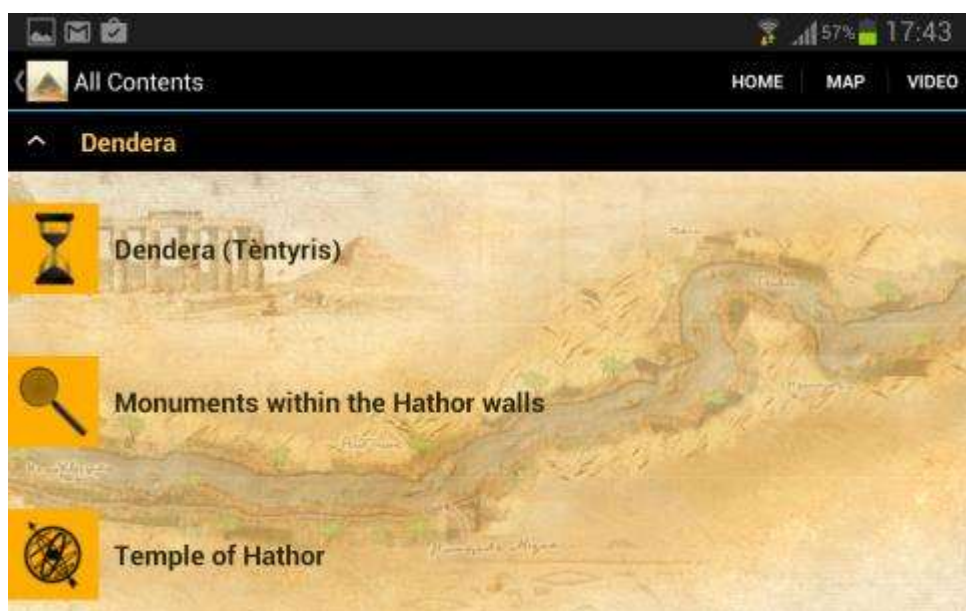 57% 17:43
All Contents HOME MAP VIDEO
Dendera
Dendera (Tèntyris)
Monuments within the Hathor walls
Temple of Hathor